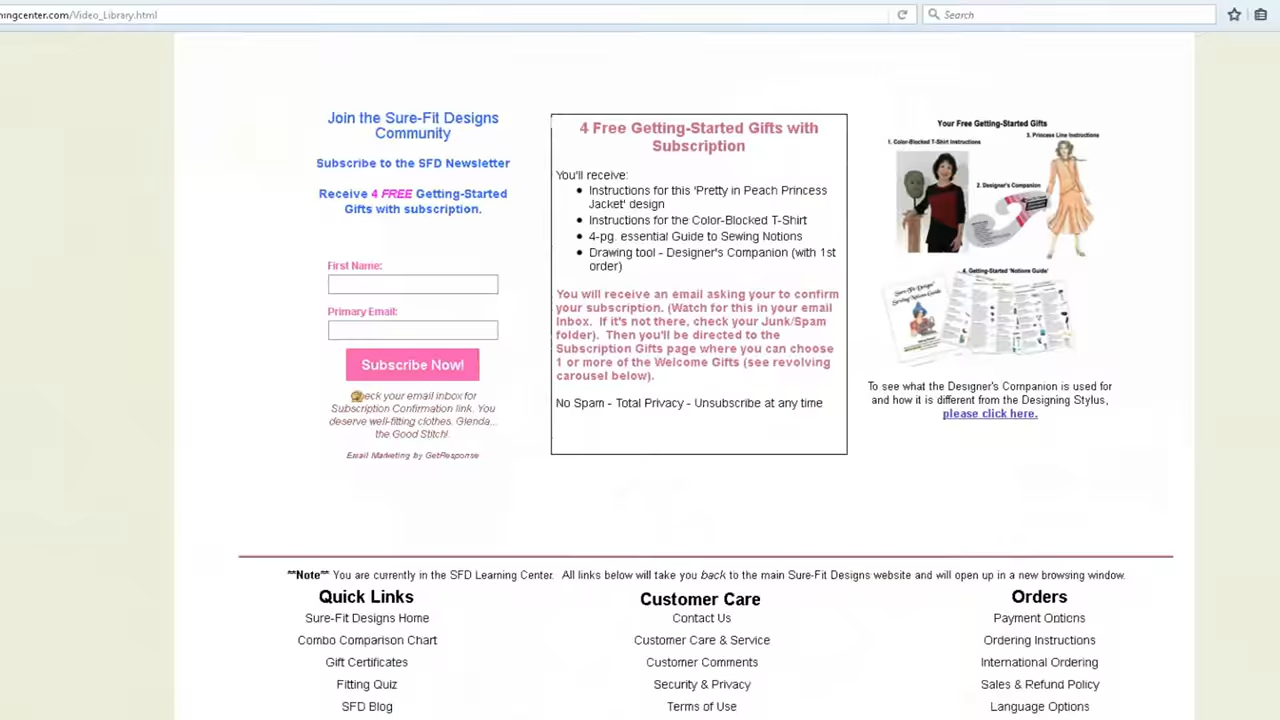 ningcenter.com/Video_Library.html
Search
Join the Sure-Fit Designs
Community
Subscribe to the SFD Newsletter
Receive 4 FREE Getting-Started
Gifts with subscription.
First Name:
Primary Email:
Subscribe Now!
eck your email inbox for
Subscription Confirmation link. You
deserve well-fitting clothes. Glenda...
the Good Stitch!.
Email Marketing by GetResponse
4 Free Getting-Started Gifts with
Subscription
You'll receive:
Instructions for this 'Pretty in Peach Princess
Jacket' design
Instructions for the Color-Blocked T-Shirt
4-pg. essential Guide to Sewing Notions
Drawing tool - Designer's Companion (with 1st
order)
You will receive an email asking your to confirm
your subscription. (Watch for this in your email
Inbox. If it's not there, check your Junk/Spam
folder). Then you'll be directed to the
Subscription Gifts page where you can choose
1 or more of the Welcome Gifts (see revolving
carousel below).
No Spam - Total Privacy - Unsubscribe at any time
Your Free Getting-Started Gifts
1. Color-Blocked T-Shirt Instructions
3. Princess Line Instructions
2. Designer's Companion
4. Getting-Started 'Notions Guide'
Sure-Fit Designs'
Sewing Notions Guide
To see what the Designer's Companion is used for
and how it is different from the Designing Stylus,
please click here.
**Note** You are currently in the SFD Learning Center. All links below will take you back to the main Sure-Fit Designs website and will open up in a new browsing window.
Quick Links
Sure-Fit Designs Home
Combo Comparison Chart
Gift Certificates
Fitting Quiz
SFD Blog
Customer Care
Contact Us
Customer Care & Service
Customer Comments
Security & Privacy
Terms of Use
Orders
Payment Options
Ordering Instructions
International Ordering
Sales & Refund Policy
Language Options